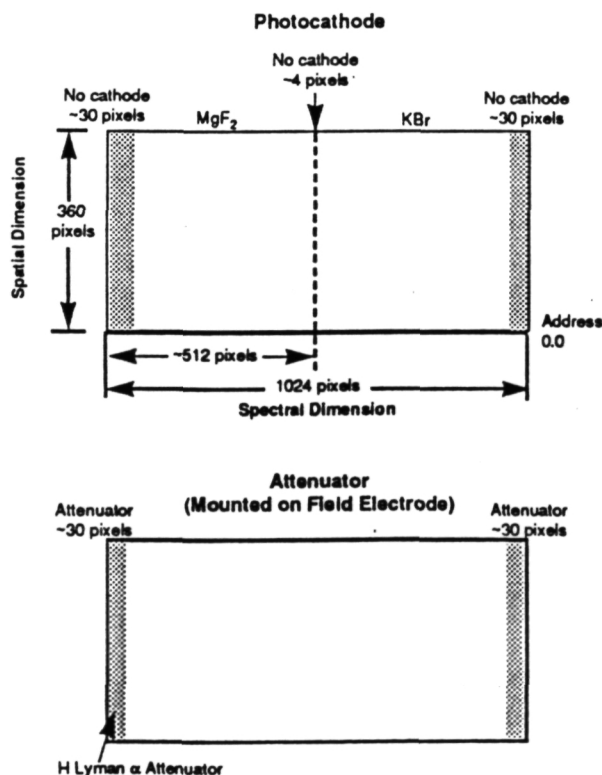 Photocathode
No cathode
~4 pixels
No cathode
~30 pixels
MgF2
KBr
No cathode
~30 pixels
Spatial Dimension
360
pixels
Address
0.0
~512 pixels
1024 pixels
Spectral Dimension
Attenuator
(Mounted on Field Electrode)
Attenuator
~30 pixels
Attenuator
~30 pixels
H Lyman α Attenuator